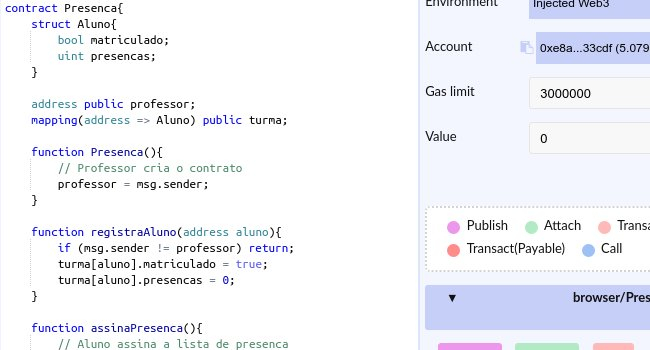 contract Presenca{
struct Aluno{
bool matriculado;
uint presencas;
}
address public professor;
mapping(address => Aluno) public turma;
function Presenca(){
// Professor cria o contrato
professor = msg.sender;
}
function registraAluno(address aluno){
if (msg.sender != professor) return;
turma[aluno].matriculado = true;
turma[aluno].presencas = 0;
}
function assinaPresenca(){
// Aluno assina a lista de presenca
Environment
Injected Web3
Account
0xe8a...33cdf (5.079
Gas limit
3000000
Value
0
Publish
Attach
Transa
Transact(Payable)
Call
▼ browser/Pres